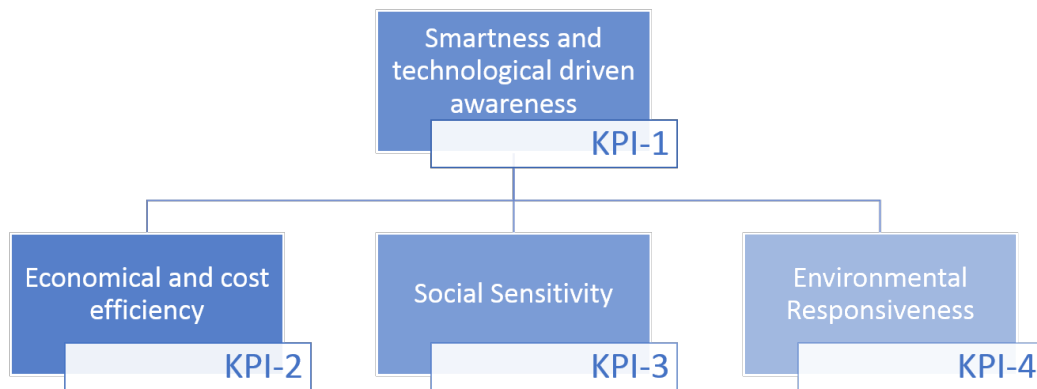 Smartness and
technological driven
awareness
KPI-1
Economical and cost
efficiency
KPI-2
Social Sensitivity
KPI-3
Environmental
Responsiveness
KPI-4